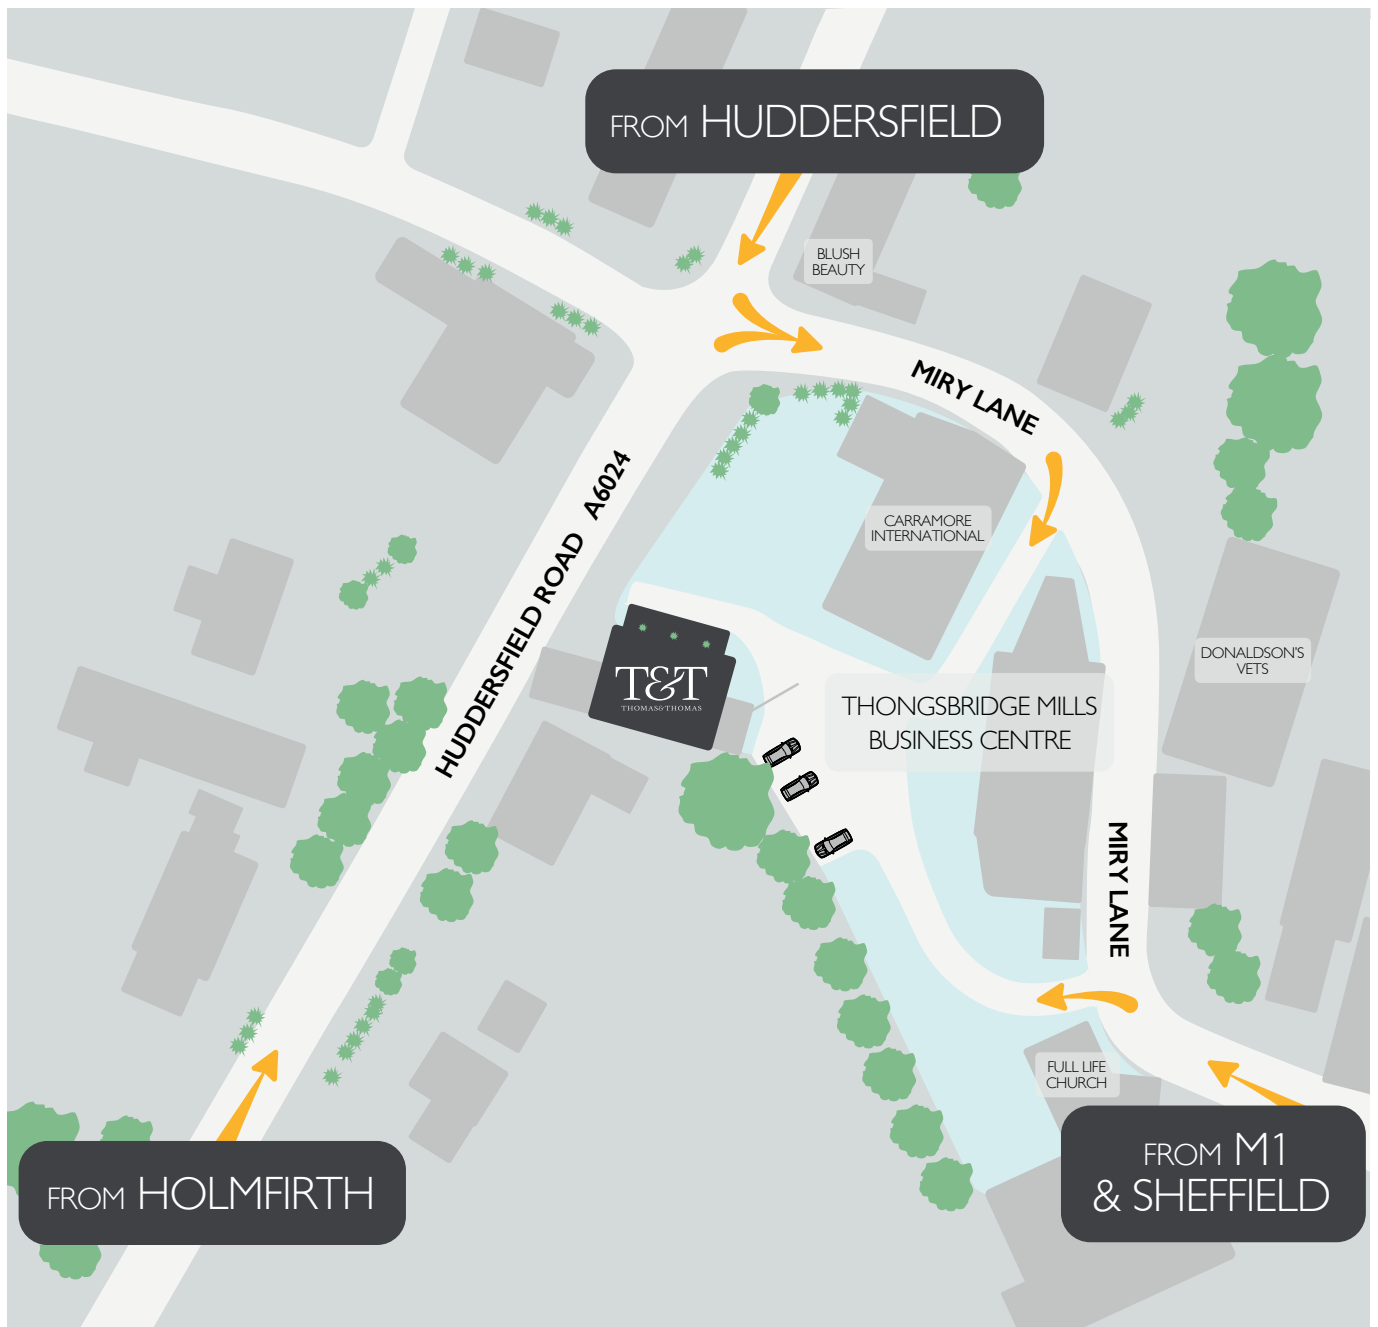 FROM HUDDERSFIELD
BLUSH
BEAUTY
MIRY LANE
HUDDERSFIELD ROAD A6024
CARRAMORE
INTERNATIONAL
DONALDSON'S
VETS
T&T
THOMAS&THOMAS
THONGSBRIDGE MILLS
BUSINESS CENTRE
MIRY LANE
FULL LIFE
CHURCH
FROM HOLMFIRTH
FROM M1
& SHEFFIELD